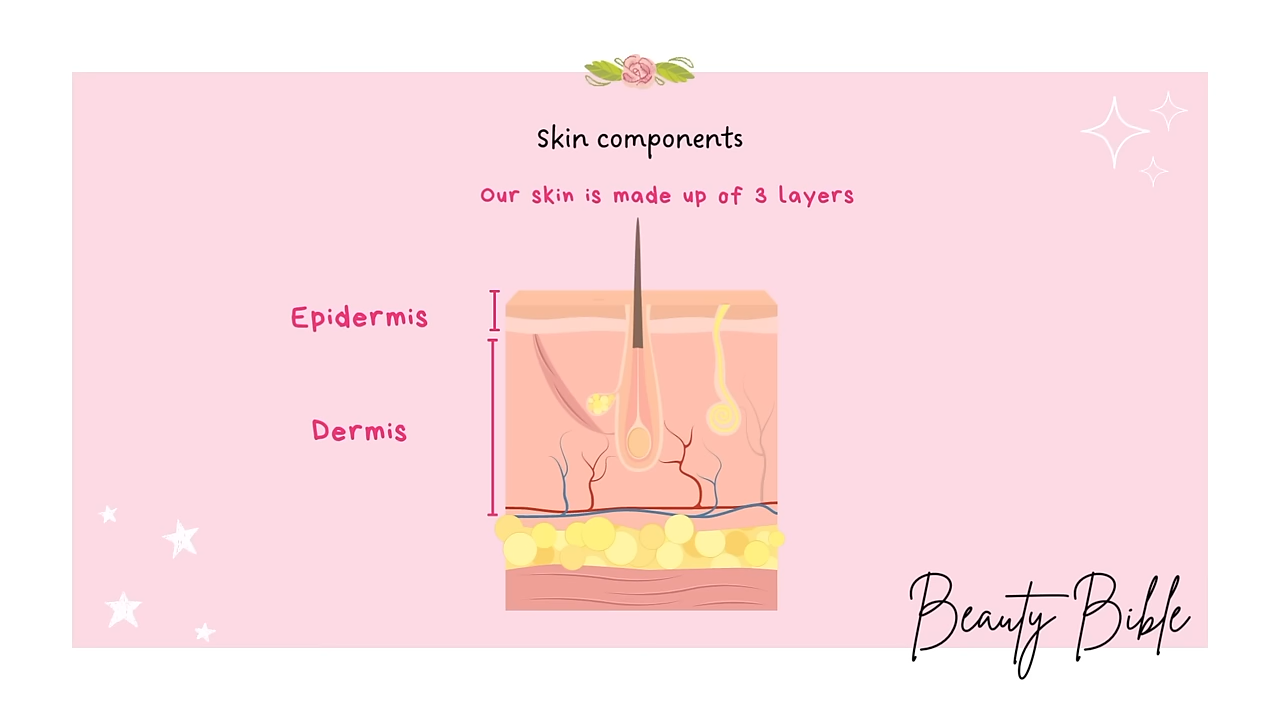 Skin components
Our skin is made up of 3 layers
Epidermis
Dermis
Beauty Bible